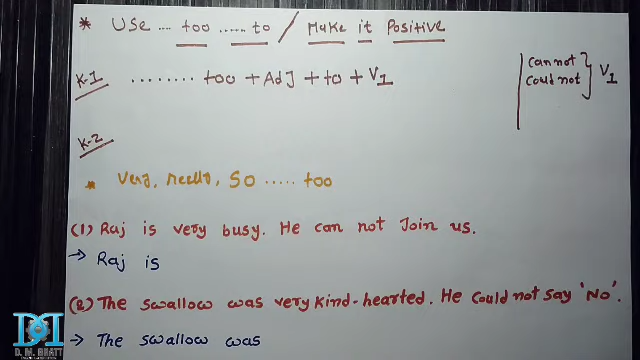 * Use .... too ...... to / Make it Positive
K-1 ........ too + Adj + to + V1
can not
could not } V1
K-2
* Very, really, So ..... too
(1) Raj is very busy. He can not Join us.
→ Raj is
(2) The swallow was very kind-hearted. He could not say 'No'.
→ The swallow was
D. M. BHATT